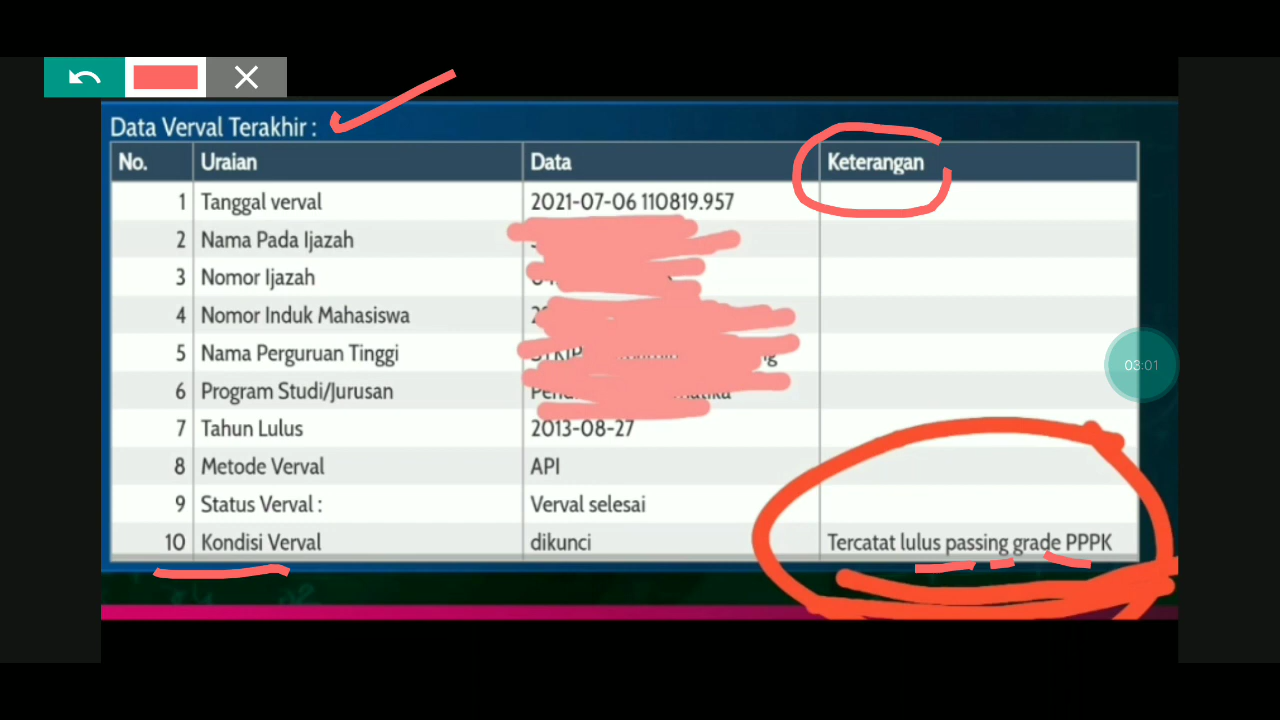 Data Verval Terakhir :
No. Uraian Data Keterangan
1 Tanggal verval 2021-07-06 110819.957
2 Nama Pada Ijazah
3 Nomor Ijazah
4 Nomor Induk Mahasiswa
5 Nama Perguruan Tinggi
6 Program Studi/Jurusan
7 Tahun Lulus 2013-08-27
8 Metode Verval API
9 Status Verval : Verval selesai
10 Kondisi Verval dikunci Tercatat lulus passing grade PPPK
03:01